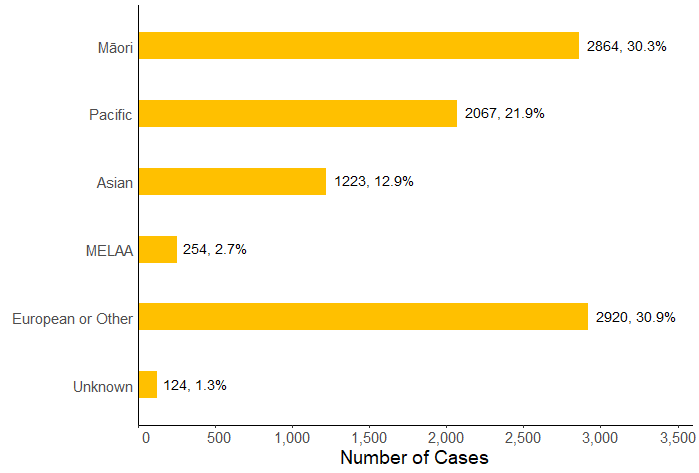 Māori 2864, 30.3%
Pacific 2067, 21.9%
Asian 1223, 12.9%
MELAA 254, 2.7%
European or Other 2920, 30.9%
Unknown 124, 1.3%
0 500 1,000 1,500 2,000 2,500 3,000 3,500
Number of Cases